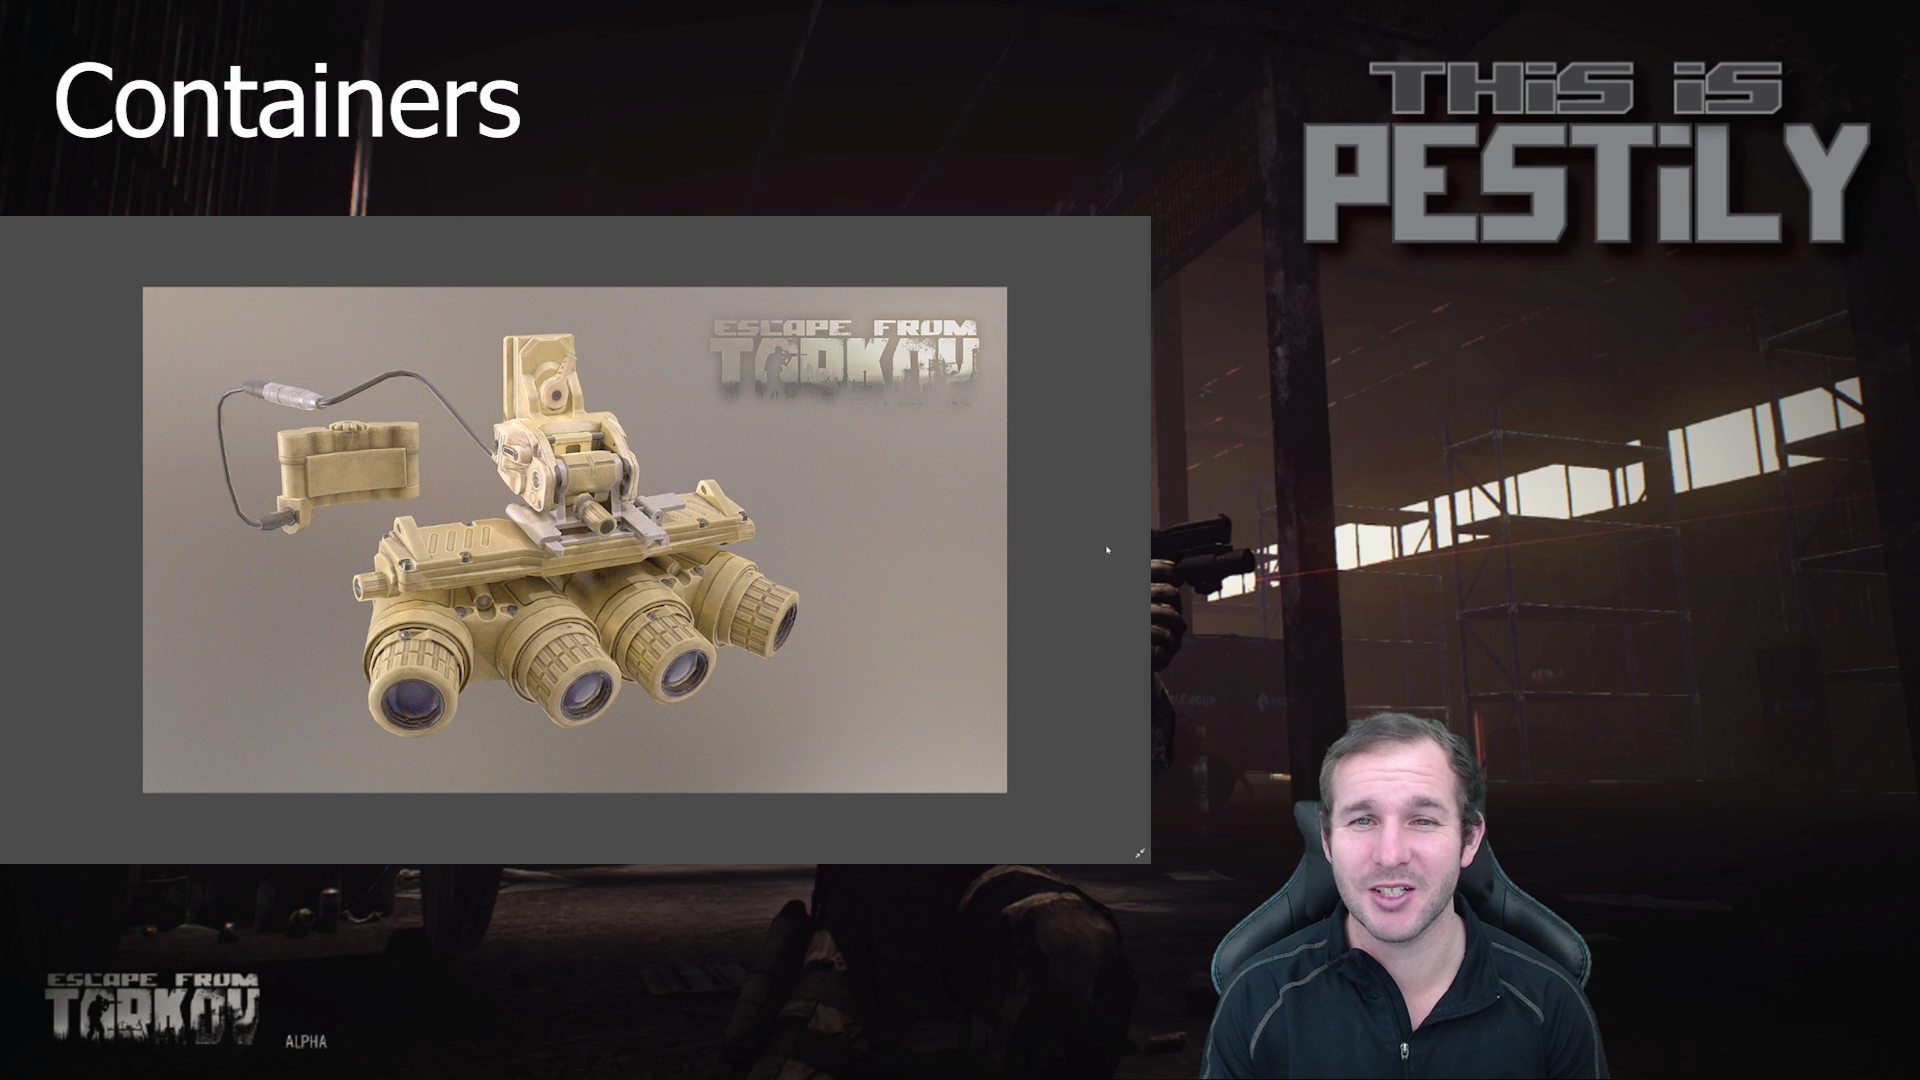 Containers
THiS iS
PESTiLY
ESCAPE FROM
TARKOV
ESCAPE FROM
TARKOV
ALPHA